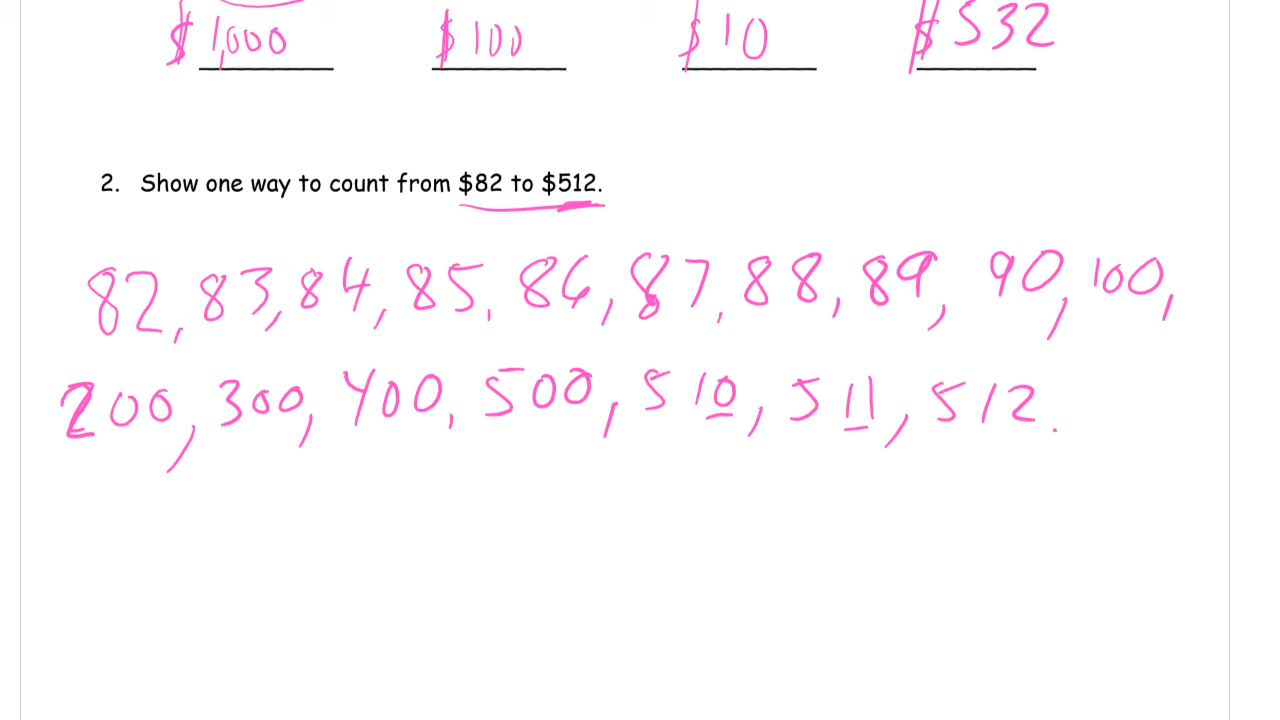 $1,000 $100 $10 $532
2. Show one way to count from $82 to $512.
82, 83, 84, 85, 86, 87, 88, 89, 90, 100,
200, 300, 400, 500, 510, 511, 512.